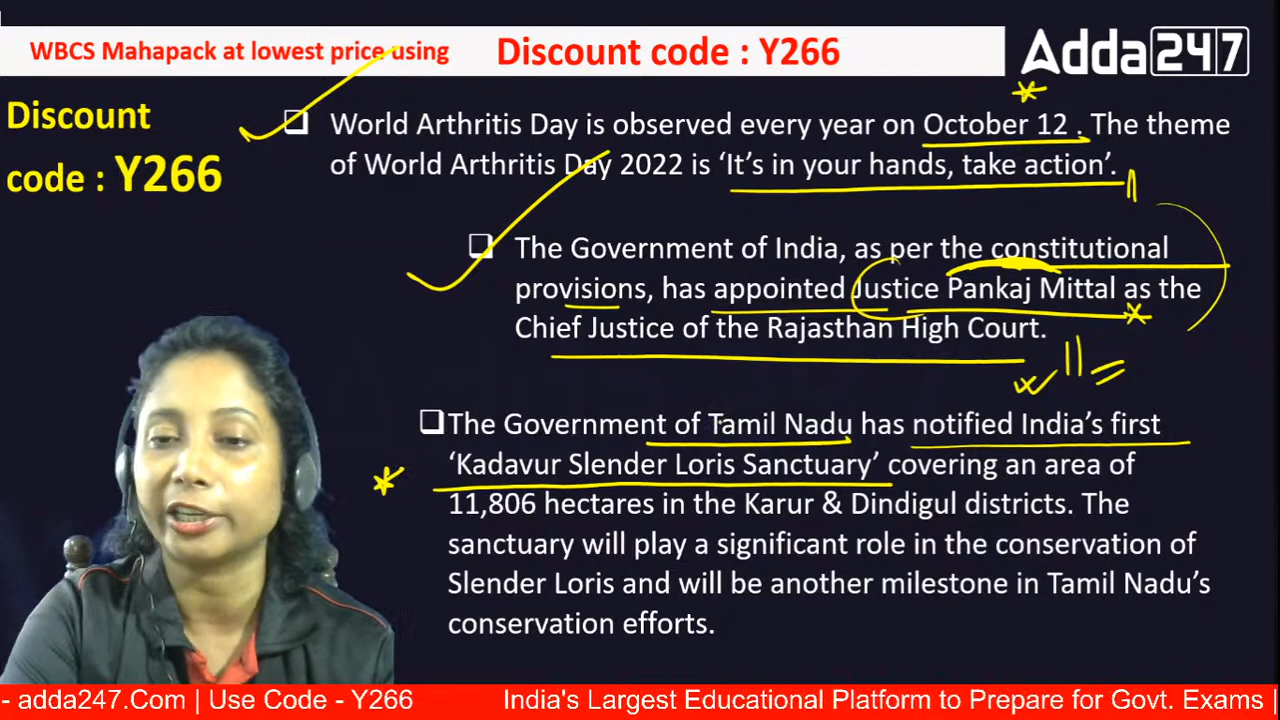 WBCS Mahapack at lowest price using
Discount code : Y266
Adda247
Discount
code : Y266
World Arthritis Day is observed every year on October 12 . The theme
of World Arthritis Day 2022 is ‘It’s in your hands, take action’.
The Government of India, as per the constitutional
provisions, has appointed Justice Pankaj Mittal as the
Chief Justice of the Rajasthan High Court.
The Government of Tamil Nadu has notified India’s first
‘Kadavur Slender Loris Sanctuary’ covering an area of
11,806 hectares in the Karur & Dindigul districts. The
sanctuary will play a significant role in the conservation of
Slender Loris and will be another milestone in Tamil Nadu’s
conservation efforts.
- adda247.Com | Use Code - Y266 India's Largest Educational Platform to Prepare for Govt. Exams |